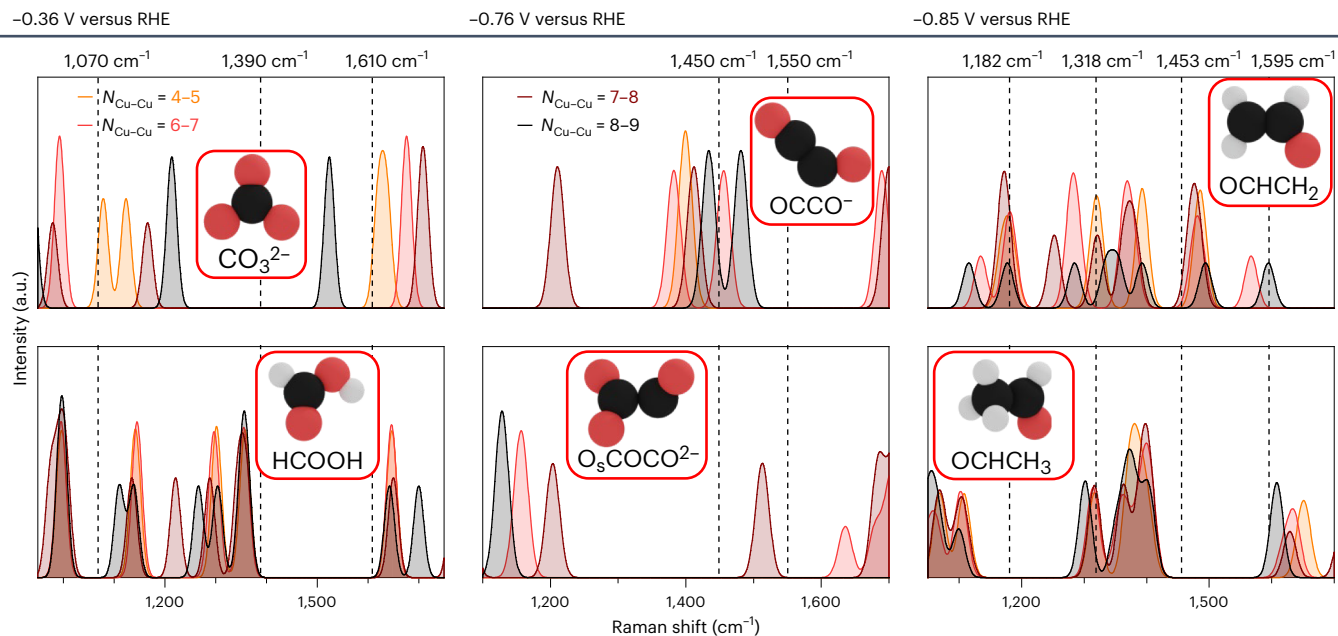 −0.36 V versus RHE
−0.76 V versus RHE
−0.85 V versus RHE
1,070 cm⁻¹ 1,390 cm⁻¹ 1,610 cm⁻¹
1,450 cm⁻¹ 1,550 cm⁻¹
1,182 cm⁻¹ 1,318 cm⁻¹ 1,453 cm⁻¹ 1,595 cm⁻¹
N_Cu–Cu = 4–5
N_Cu–Cu = 6–7
N_Cu–Cu = 7–8
N_Cu–Cu = 8–9
CO₃²⁻
OCCO⁻
OCHCH₂
Intensity (a.u.)
HCOOH
OₛCOCO²⁻
OCHCH₃
1,200 1,500
1,200 1,400 1,600
1,200 1,500
Raman shift (cm⁻¹)